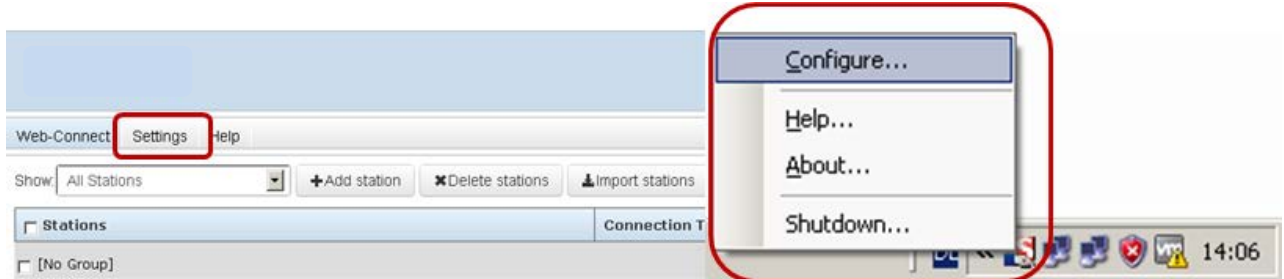 Web-Connect Settings Help
Show: All Stations Add station Delete stations Import stations
Stations Connection T
[No Group]
Configure...
Help...
About...
Shutdown...
14:06